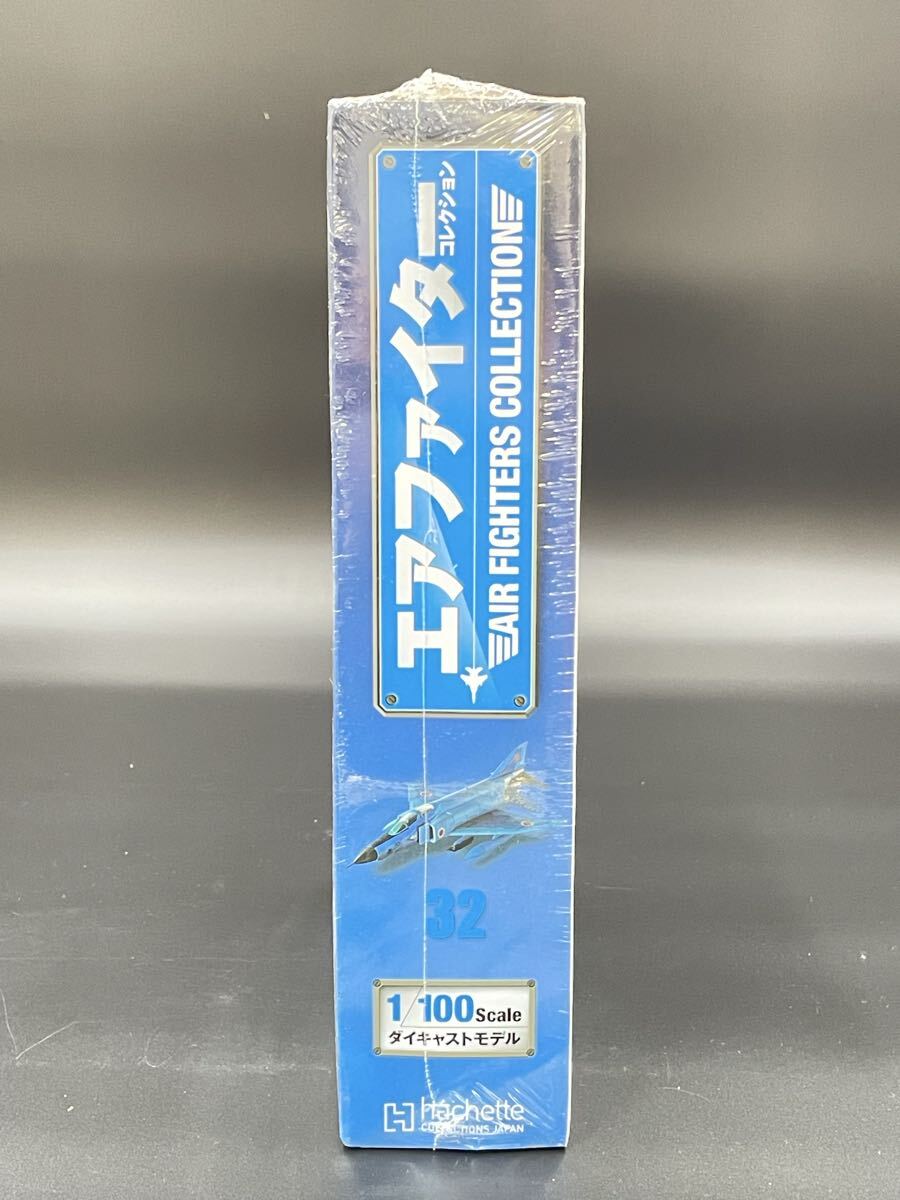 エアファイター
コレクション
AIR FIGHTERS COLLECTION
32
1/100 Scale
ダイキャストモデル
Hachette
COLLECTIONS JAPAN